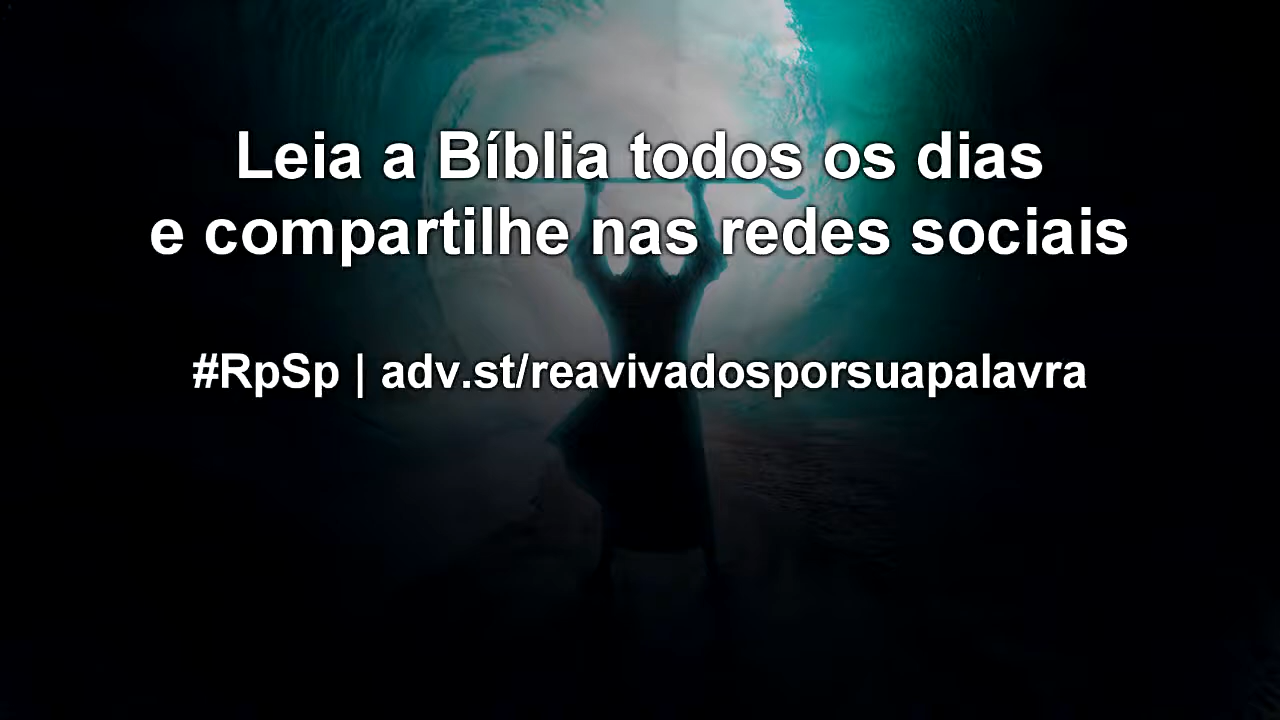 Leia a Bíblia todos os dias
e compartilhe nas redes sociais
#RpSp | adv.st/reavivadosporsuapalavra